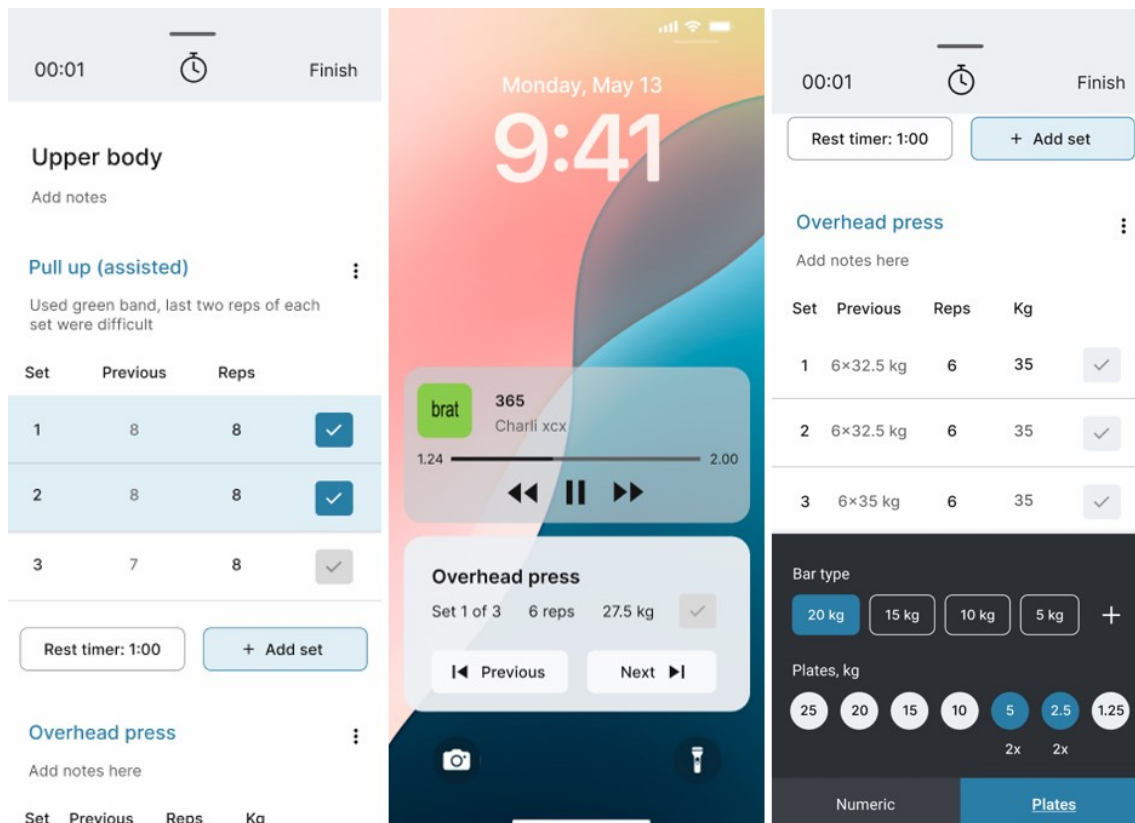 00:01 Finish
Upper body
Add notes
Pull up (assisted)
Used green band, last two reps of each
set were difficult
Set Previous Reps
1 8 8
2 8 8
3 7 8
Rest timer: 1:00 + Add set
Overhead press
Add notes here
Set Previous Reps Kg
Monday, May 13
9:41
brat
365
Charli xcx
1.24 2.00
Overhead press
Set 1 of 3 6 reps 27.5 kg
Previous Next
00:01 Finish
Rest timer: 1:00 + Add set
Overhead press
Add notes here
Set Previous Reps Kg
1 6×32.5 kg 6 35
2 6×32.5 kg 6 35
3 6×35 kg 6 35
Bar type
20 kg 15 kg 10 kg 5 kg +
Plates, kg
25 20 15 10 5 2.5 1.25
2x 2x
Numeric Plates